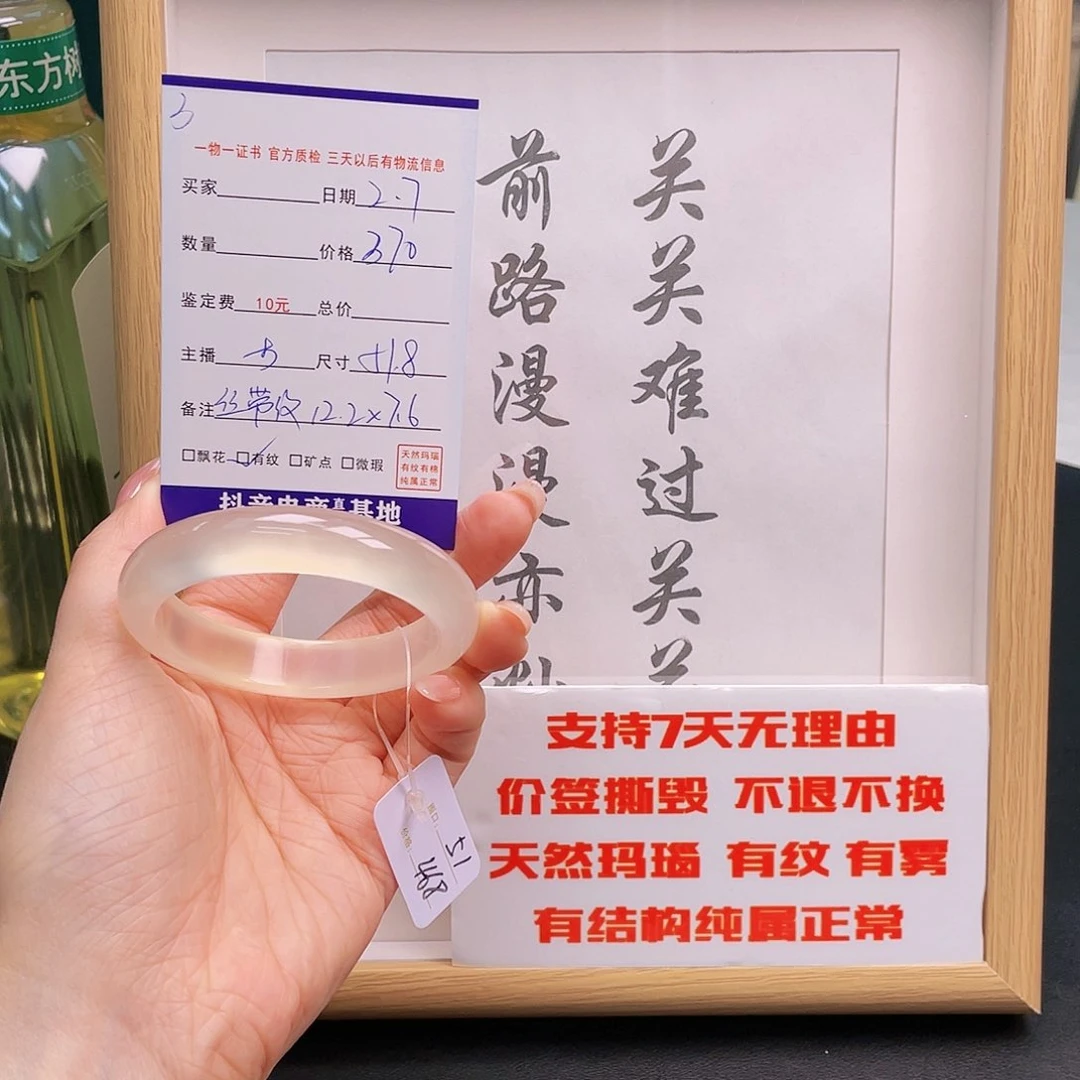 东方树
3
一物一证书 官方质检 三天以后有物流信息
买家 日期 2.7
数量 价格 370
鉴定费 10元 总价
主播 尺寸 51.8
备注 丝带纹 12.2×7.6
□飘花 □有纹 □矿点 □微瑕
天然玛瑙
有纹有棉
纯属正常
抖音电商 基地
关关难过关关
前路漫漫亦
支持7天无理由
价签撕毁 不退不换
天然玛瑙 有纹 有雾
有结构纯属正常
51